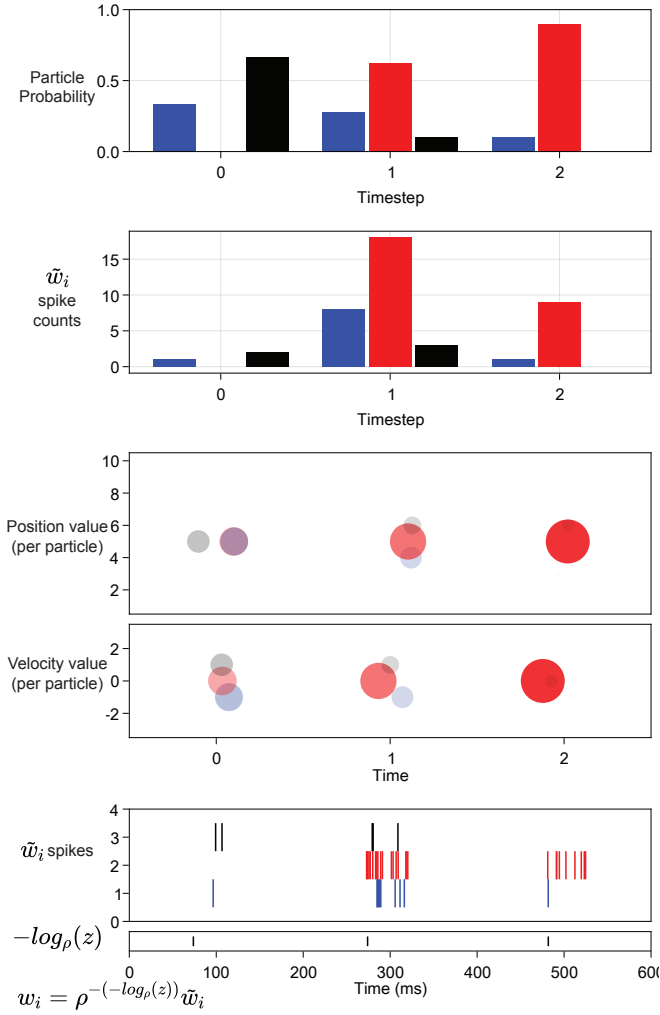 1.0
Particle
Probability
0.5
0.0
0 1 2
Timestep
15
w̃ᵢ
spike
counts
10
5
0
0 1 2
Timestep
10
8
Position value
(per particle)
6
4
2
2
Velocity value
(per particle)
0
-2
0 1 2
Time
4
3
w̃ᵢ spikes
2
1
0
−logᵨ(z)
0 100 200 300 400 500 600
Time (ms)
wᵢ = ρ^{−(−logᵨ(z))}w̃ᵢ